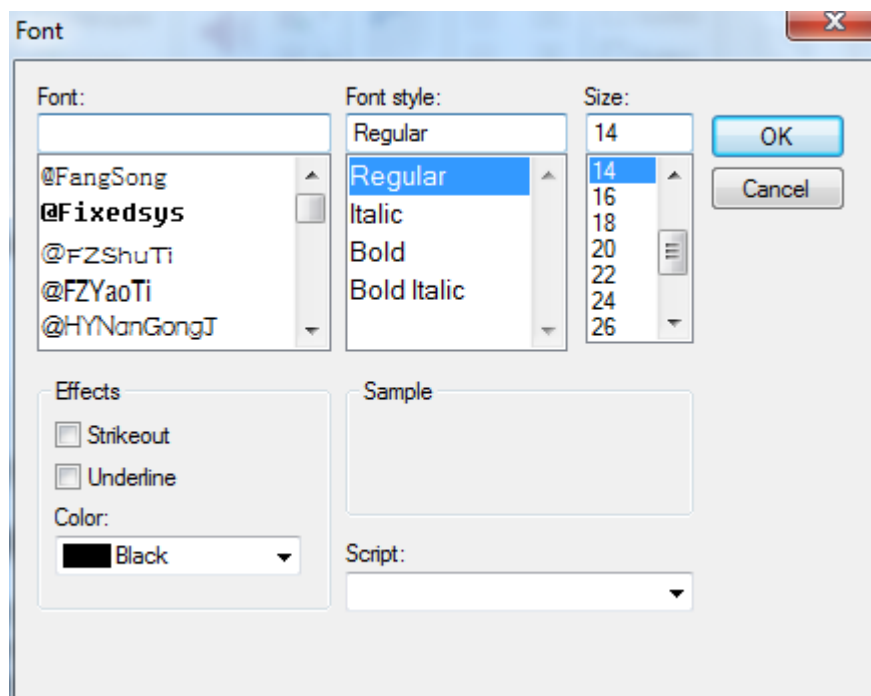 Font
Font:
Font style:
Size:
Regular
14
OK
@FangSong
@Fixedsys
@FZShuTi
@FZYaoTi
@HYNanGongJ
Regular
Italic
Bold
Bold Italic
14
16
18
20
22
24
26
Cancel
Effects
Strikeout
Underline
Color:
Black
Sample
Script: